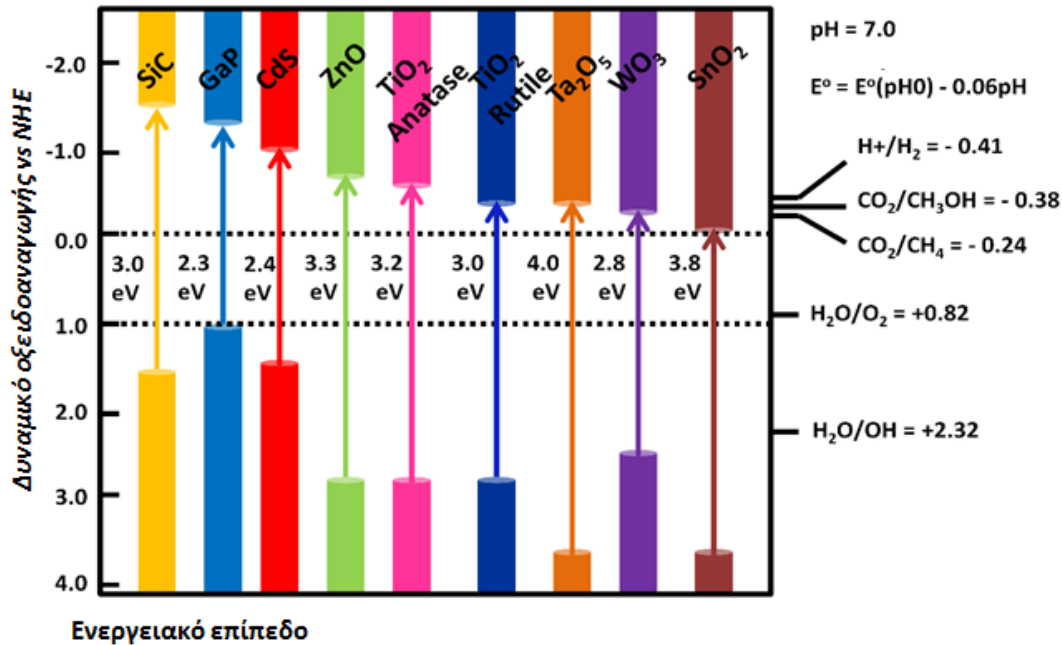 Δυναμικό οξειδοαναγωγής vs NHE
-2.0
-1.0
0.0
1.0
2.0
3.0
4.0
SiC
GaP
CdS
ZnO
TiO₂ Anatase
TiO₂ Rutile
Ta₂O₅
WO₃
SnO₂
3.0 eV
2.3 eV
2.4 eV
3.3 eV
3.2 eV
3.0 eV
4.0 eV
2.8 eV
3.8 eV
pH = 7.0
Eº = Eº(pH0) - 0.06pH
H+/H₂ = - 0.41
CO₂/CH₃OH = - 0.38
CO₂/CH₄ = - 0.24
H₂O/O₂ = +0.82
H₂O/OH = +2.32
Ενεργειακό επίπεδο